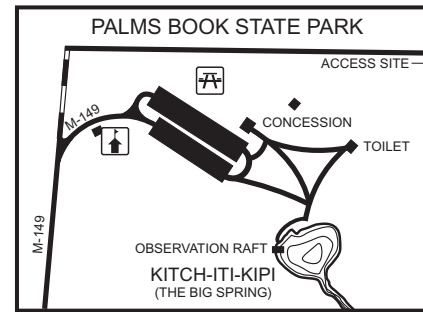 PALMS BOOK STATE PARK
ACCESS SITE
M-149
CONCESSION
TOILET
M-149
OBSERVATION RAFT
KITCH-ITI-KIPI
(THE BIG SPRING)